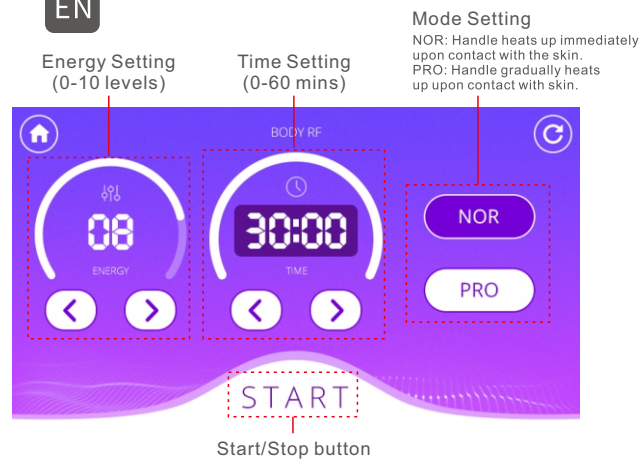 EN
Mode Setting
NOR: Handle heats up immediately
upon contact with the skin.
PRO: Handle gradually heats
up upon contact with skin.
Energy Setting
(0-10 levels)
Time Setting
(0-60 mins)
BODY RF
08
ENERGY
30:00
TIME
NOR
PRO
START
Start/Stop button